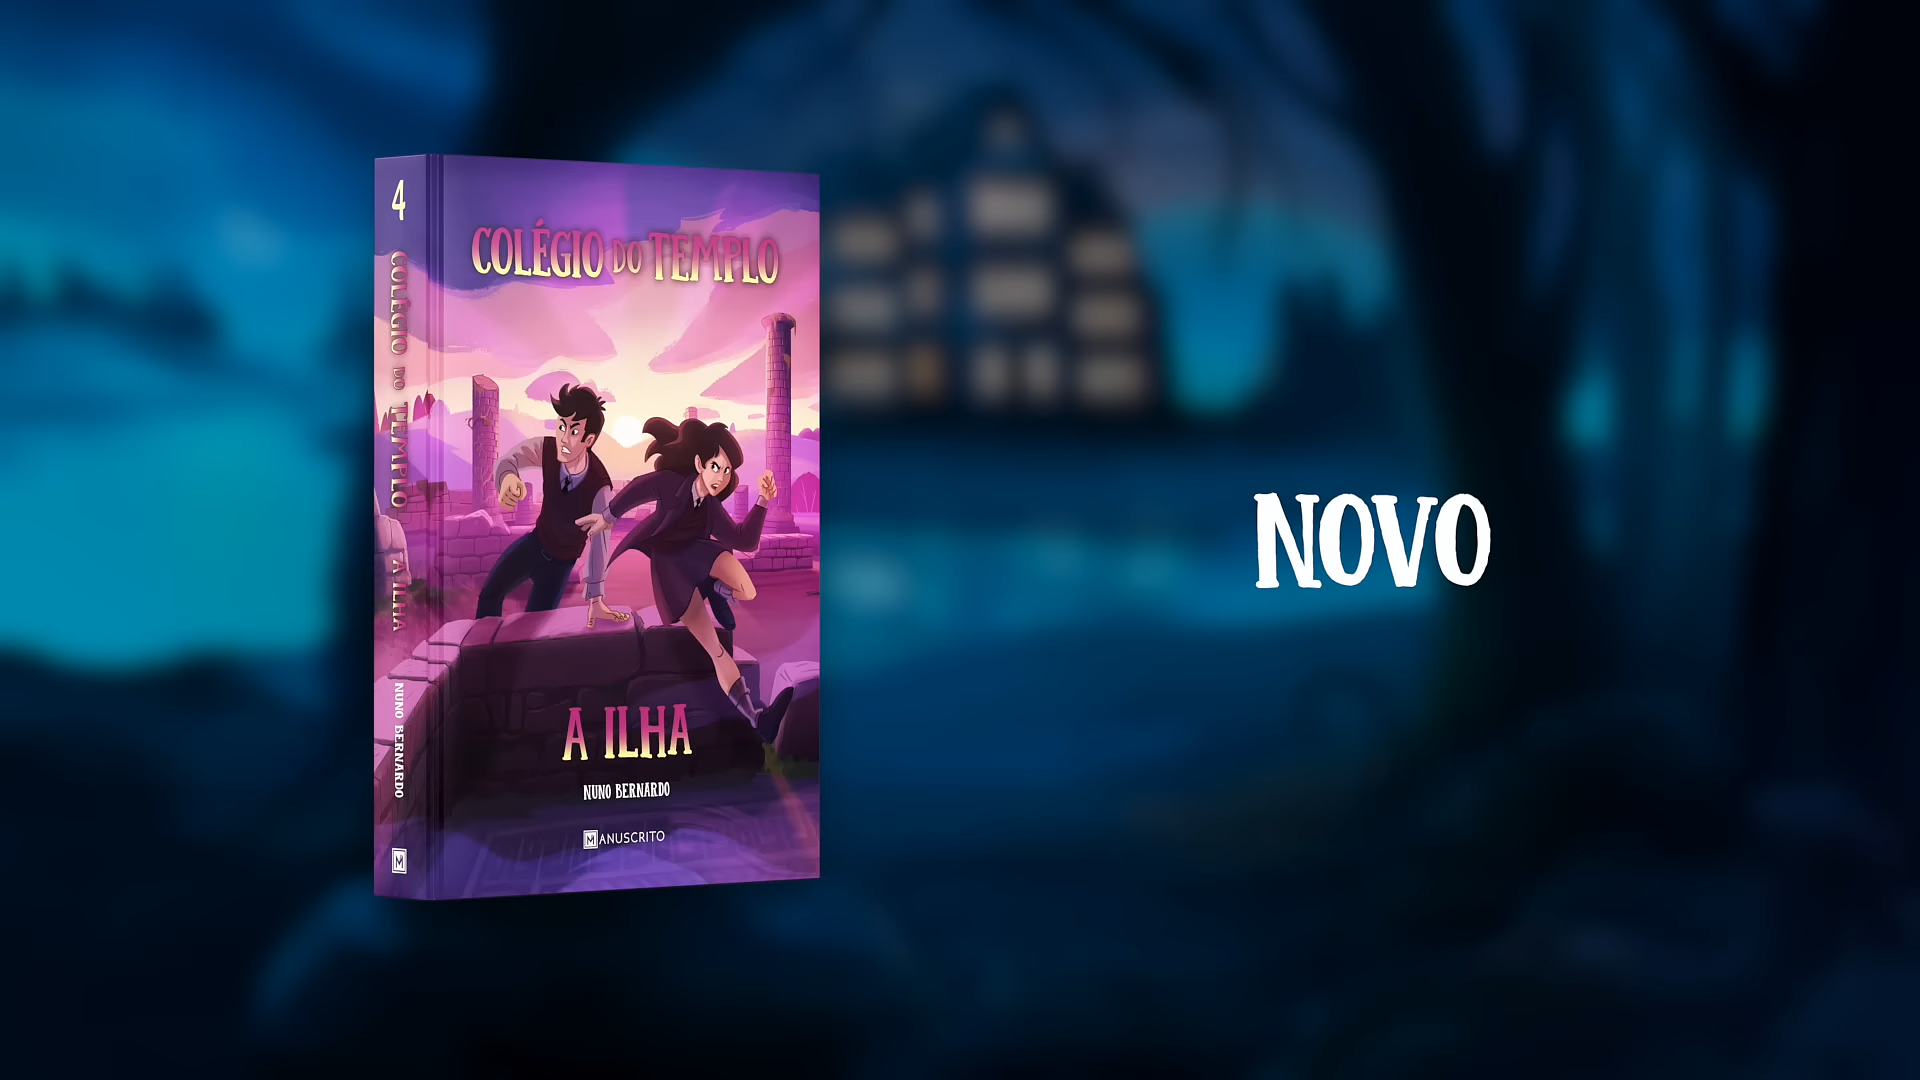 4
COLÉGIO DO TEMPLO
A ILHA
NUNO BERNARDO
M
COLÉGIO DO TEMPLO
A ILHA
NUNO BERNARDO
MANUSCRITO
NOVO